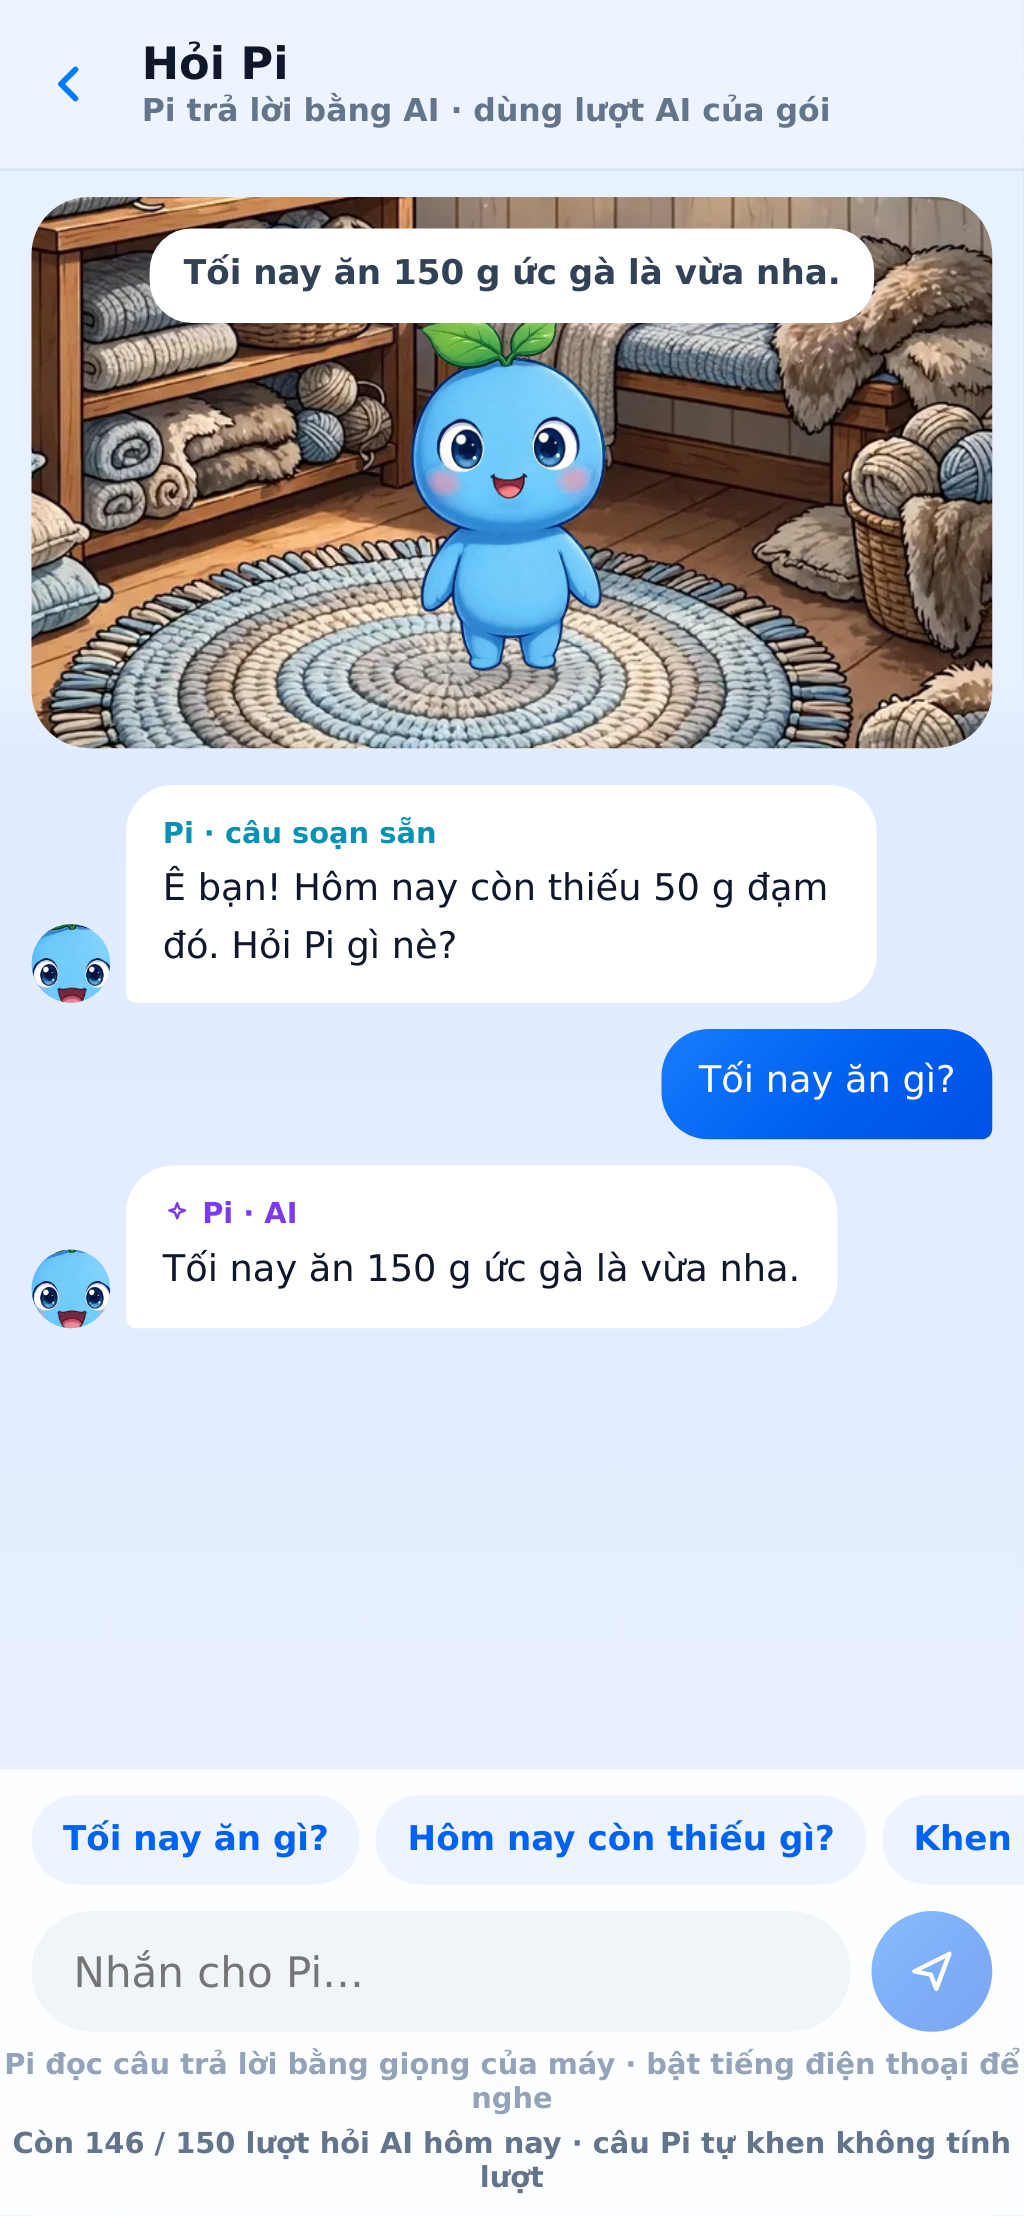 Hỏi Pi
Pi trả lời bằng AI · dùng lượt AI của gói
Tối nay ăn 150 g ức gà là vừa nha.
Pi · câu soạn sẵn
Ê bạn! Hôm nay còn thiếu 50 g đạm
đó. Hỏi Pi gì nè?
Tối nay ăn gì?
Pi · AI
Tối nay ăn 150 g ức gà là vừa nha.
Tối nay ăn gì?
Hôm nay còn thiếu gì?
Khen
Nhắn cho Pi...
Pi đọc câu trả lời bằng giọng của máy · bật tiếng điện thoại để
nghe
Còn 146 / 150 lượt hỏi AI hôm nay · câu Pi tự khen không tính
lượt